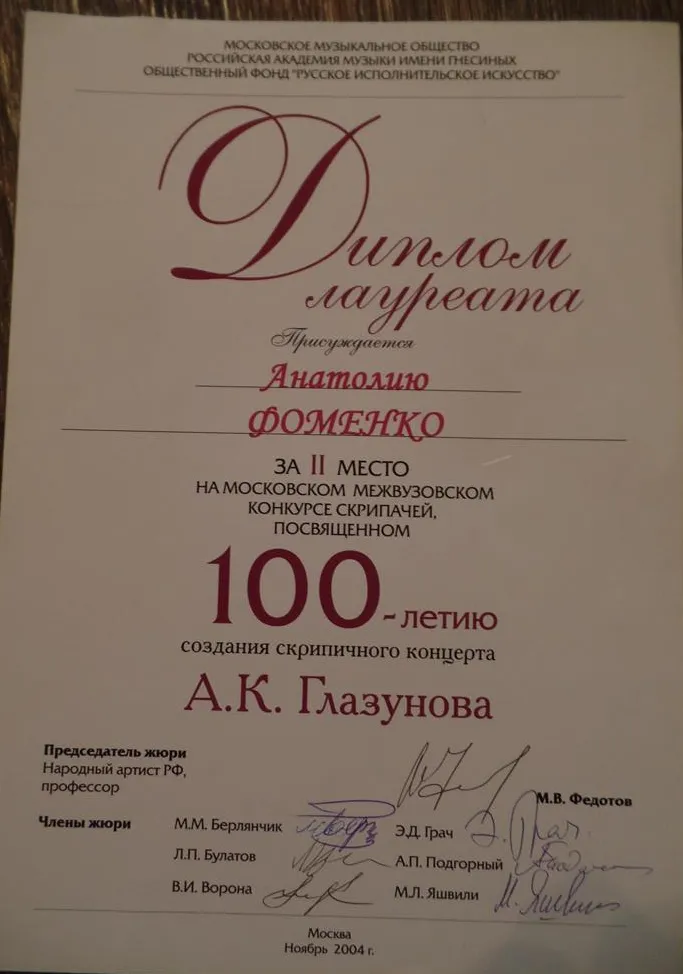 МОСКОВСКОЕ МУЗЫКАЛЬНОЕ ОБЩЕСТВО
РОССИЙСКАЯ АКАДЕМИЯ МУЗЫКИ ИМЕНИ ГНЕСИНЫХ
ОБЩЕСТВЕННЫЙ ФОНД "РУССКОЕ ИСПОЛНИТЕЛЬСКОЕ ИСКУССТВО"
Диплом
лауреата
Присуждается
Анатолию
ФОМЕНКО
ЗА II МЕСТО
НА МОСКОВСКОМ МЕЖВУЗОВСКОМ
КОНКУРСЕ СКРИПАЧЕЙ,
ПОСВЯЩЕННОМ
100-летию
создания скрипичного концерта
А.К. Глазунова
Председатель жюри
Народный артист РФ,
профессор
М.В. Федотов
Члены жюри М.М. Берлянчик Э.Д. Грач Э. Грач
Л.П. Булатов А.П. Подгорный
В.И. Ворона М.Л. Яшвили М. Яшвили
Москва
Ноябрь 2004 г.